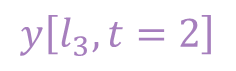 y[l₃, t = 2]